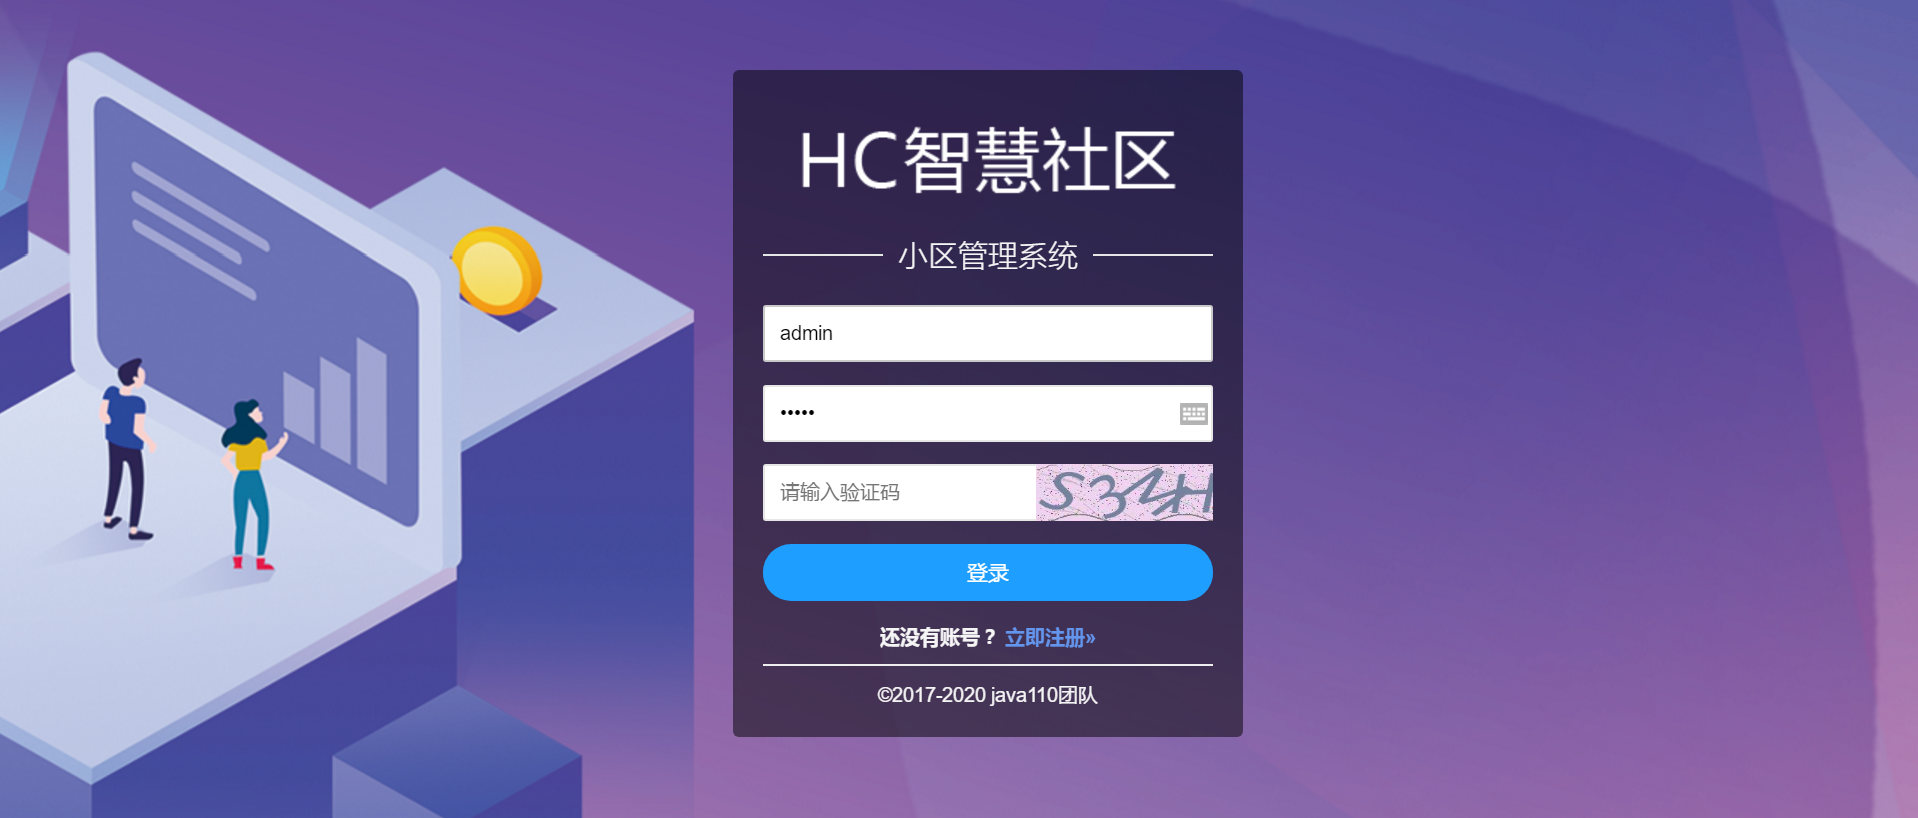 HC智慧社区
小区管理系统
admin
•••••
请输入验证码
登录
还没有账号？ 立即注册»
©2017-2020 java110团队